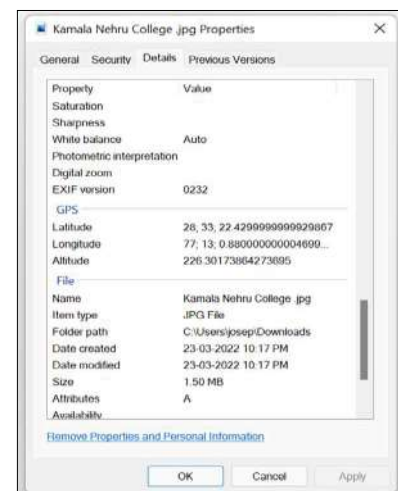 Kamala Nehru College .jpg Properties
General Security Details Previous Versions
Property Value
Saturation
Sharpness
White balance Auto
Photometric interpretation
Digital zoom
EXIF version 0232
GPS
Latitude 28; 33; 22.4299999999929867
Longitude 77; 13; 0.880000000004699...
Altitude 226.30173864273695
File
Name Kamala Nehru College .jpg
Item type JPG File
Folder path C:\Users\josep\Downloads
Date created 23-03-2022 10:17 PM
Date modified 23-03-2022 10:17 PM
Size 1.50 MB
Attributes A
Availability
Remove Properties and Personal Information
OK Cancel Apply